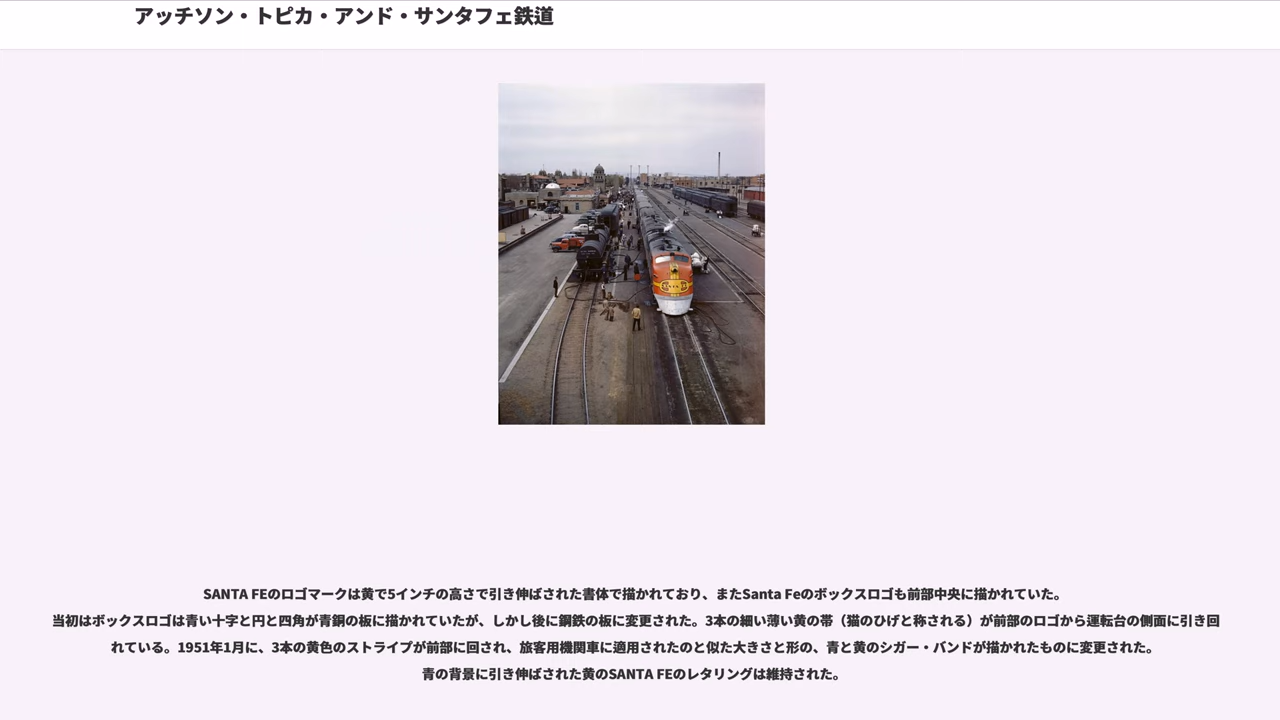 アッチソン・トピカ・アンド・サンタフェ鉄道
SANTA FEのロゴマークは黄で5インチの高さで引き伸ばされた書体で描かれており、またSanta Feのボックスロゴも前部中央に描かれていた。
当初はボックスロゴは青い十字と円と四角が青銅の板に描かれていたが、しかし後に鋼鉄の板に変更された。3本の細い薄い黄の帯（猫のひげと称される）が前部のロゴから運転台の側面に引き回
れている。1951年1月に、3本の黄色のストライプが前部に回され、旅客用機関車に適用されたのと似た大きさと形の、青と黄のシガー・バンドが描かれたものに変更された。
青の背景に引き伸ばされた黄のSANTA FEのレタリングは維持された。